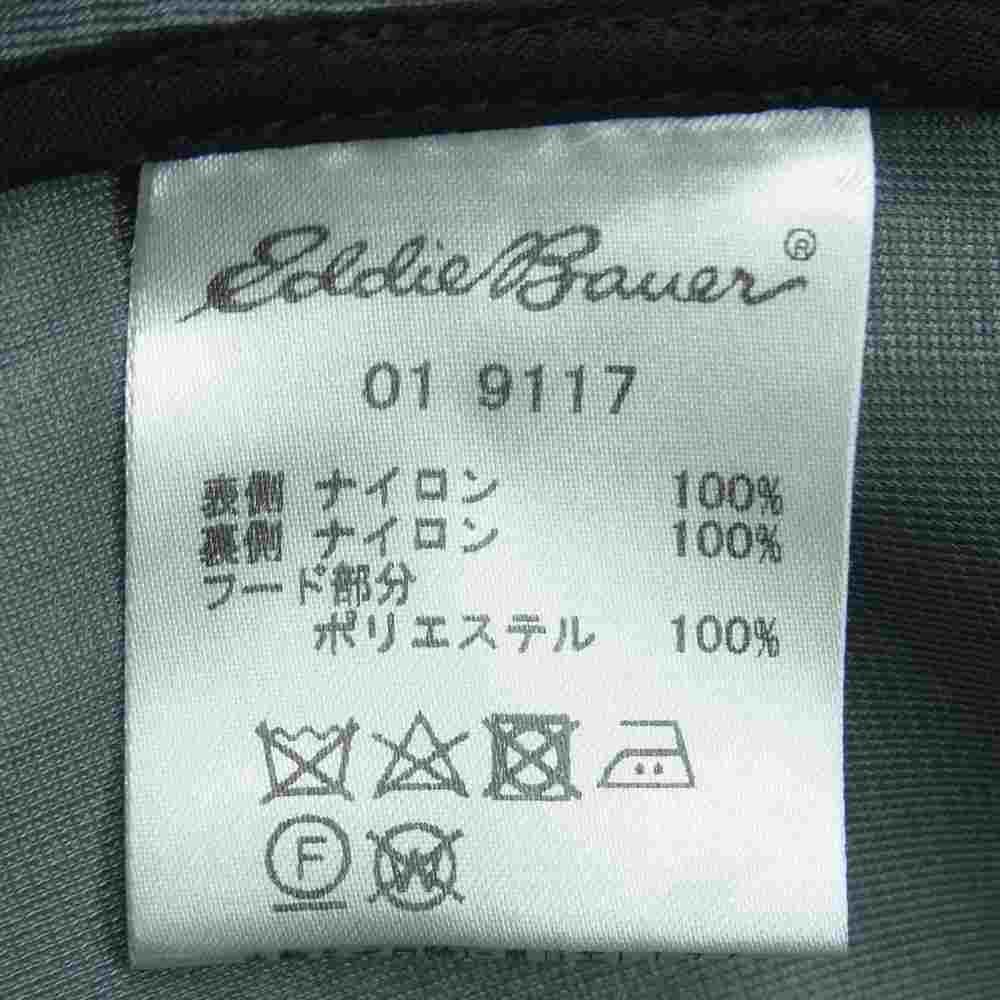 Eddie Bauer ®
01 9117
表側 ナイロン 100%
裏側 ナイロン 100%
フード部分
ポリエステル 100%
F
W